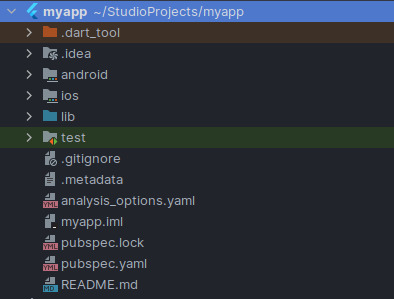 myapp ~/StudioProjects/myapp
.dart_tool
.idea
android
ios
lib
test
.gitignore
.metadata
analysis_options.yaml
myapp.iml
pubspec.lock
pubspec.yaml
README.md